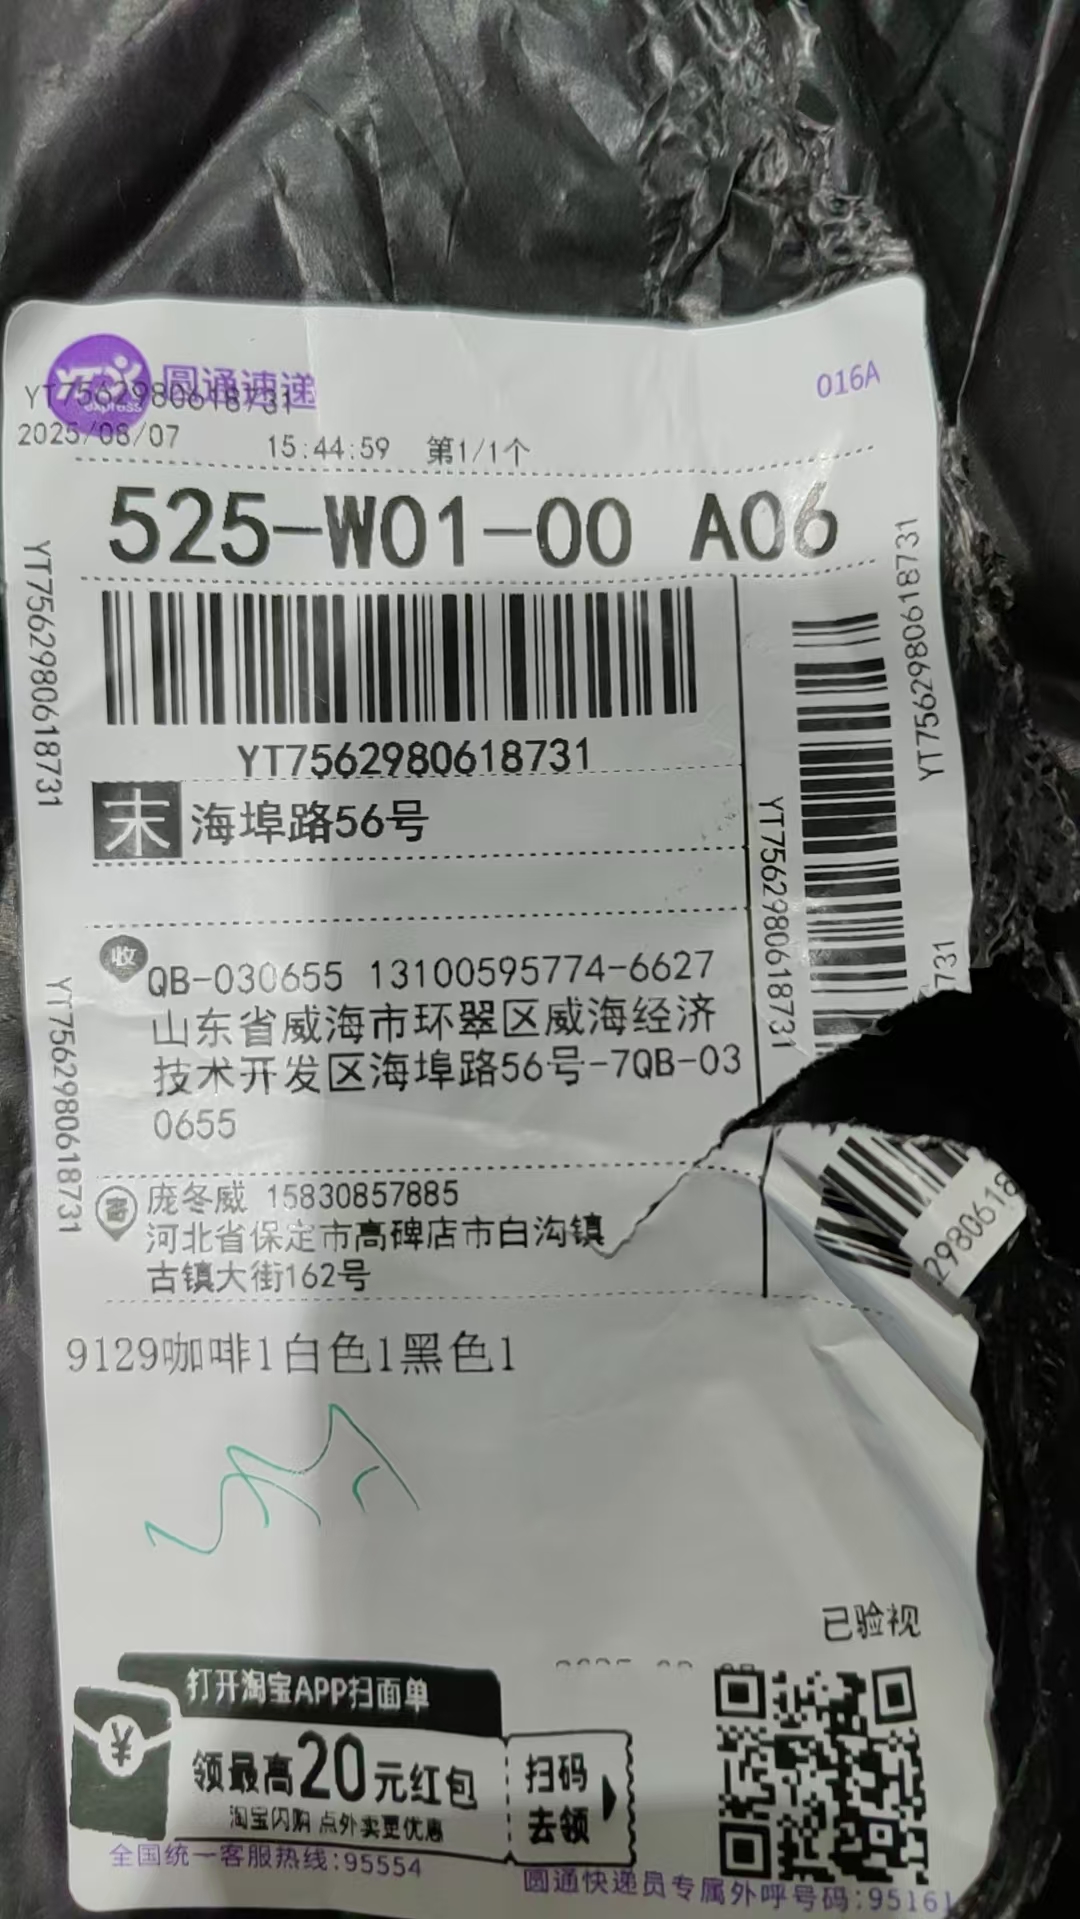 圆通速递
YT7562980618731
016A
2025/08/07 15:44:59 第1/1个
525-W01-00 A06
YT7562980618731
YT7562980618731
YT7562980618731
YT7562980618731
末 海埠路56号
YT7562980618731
731
收 QB-030655 13100595774-6627
山东省威海市环翠区威海经济
技术开发区海埠路56号-7QB-03
0655
2980618
寄 庞冬威 15830857885
河北省保定市高碑店市白沟镇
古镇大街162号
9129咖啡1白色1黑色1
已验视
打开淘宝APP扫面单
领最高20元红包
扫码
去领
淘宝闪购 点外卖更优惠
全国统一客服热线:95554
圆通快递员专属外呼号码:95161